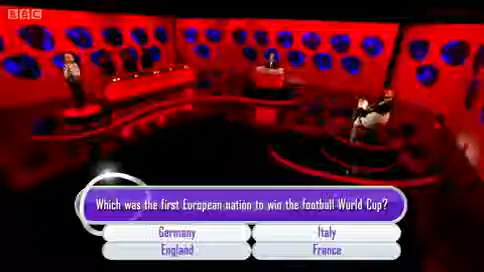 BBC
Which was the first European nation to win the football World Cup?
Germany
Italy
England
France